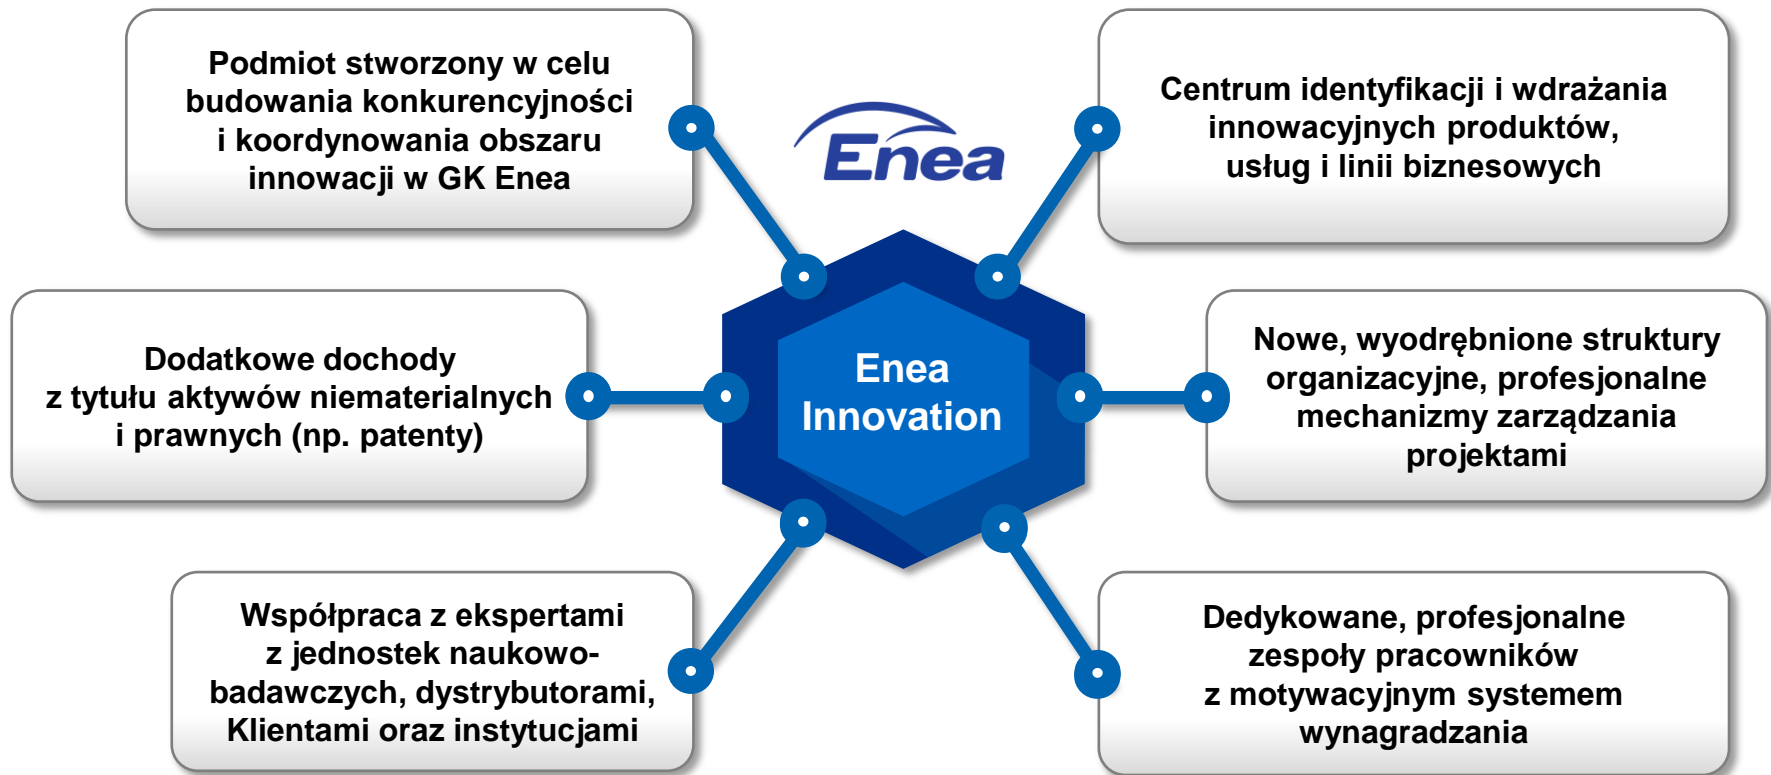 Podmiot stworzony w celu
budowania konkurencyjności
i koordynowania obszaru
innowacji w GK Enea
Enea
Centrum identyfikacji i wdrażania
innowacyjnych produktów,
usług i linii biznesowych
Dodatkowe dochody
z tytułu aktywów niematerialnych
i prawnych (np. patenty)
Enea
Innovation
Nowe, wyodrębnione struktury
organizacyjne, profesjonalne
mechanizmy zarządzania
projektami
Współpraca z ekspertami
z jednostek naukowo-
badawczych, dystrybutorami,
Klientami oraz instytucjami
Dedykowane, profesjonalne
zespoły pracowników
z motywacyjnym systemem
wynagradzania